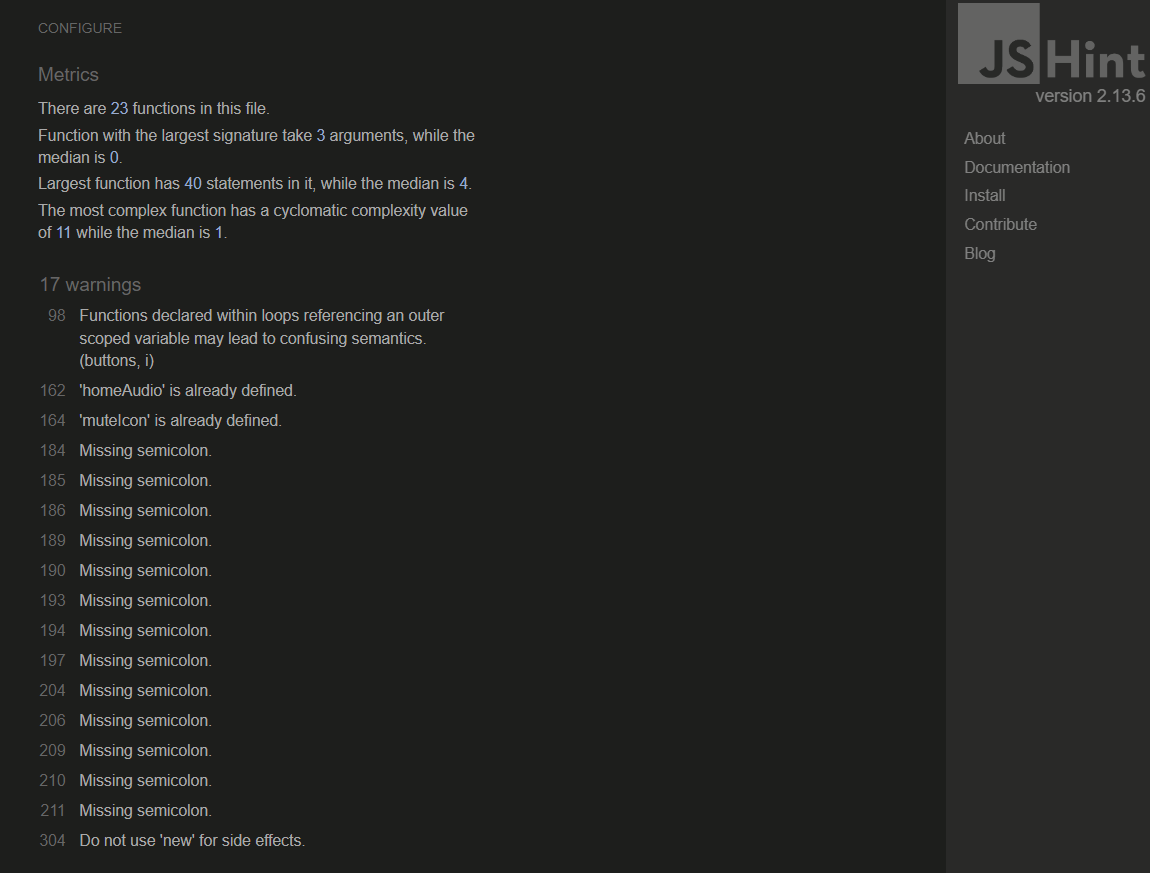 CONFIGURE
Metrics
There are 23 functions in this file.
Function with the largest signature take 3 arguments, while the
median is 0.
Largest function has 40 statements in it, while the median is 4.
The most complex function has a cyclomatic complexity value
of 11 while the median is 1.
17 warnings
98 Functions declared within loops referencing an outer
scoped variable may lead to confusing semantics.
(buttons, i)
162 'homeAudio' is already defined.
164 'muteIcon' is already defined.
184 Missing semicolon.
185 Missing semicolon.
186 Missing semicolon.
189 Missing semicolon.
190 Missing semicolon.
193 Missing semicolon.
194 Missing semicolon.
197 Missing semicolon.
204 Missing semicolon.
206 Missing semicolon.
209 Missing semicolon.
210 Missing semicolon.
211 Missing semicolon.
304 Do not use 'new' for side effects.
JSHint
version 2.13.6
About
Documentation
Install
Contribute
Blog